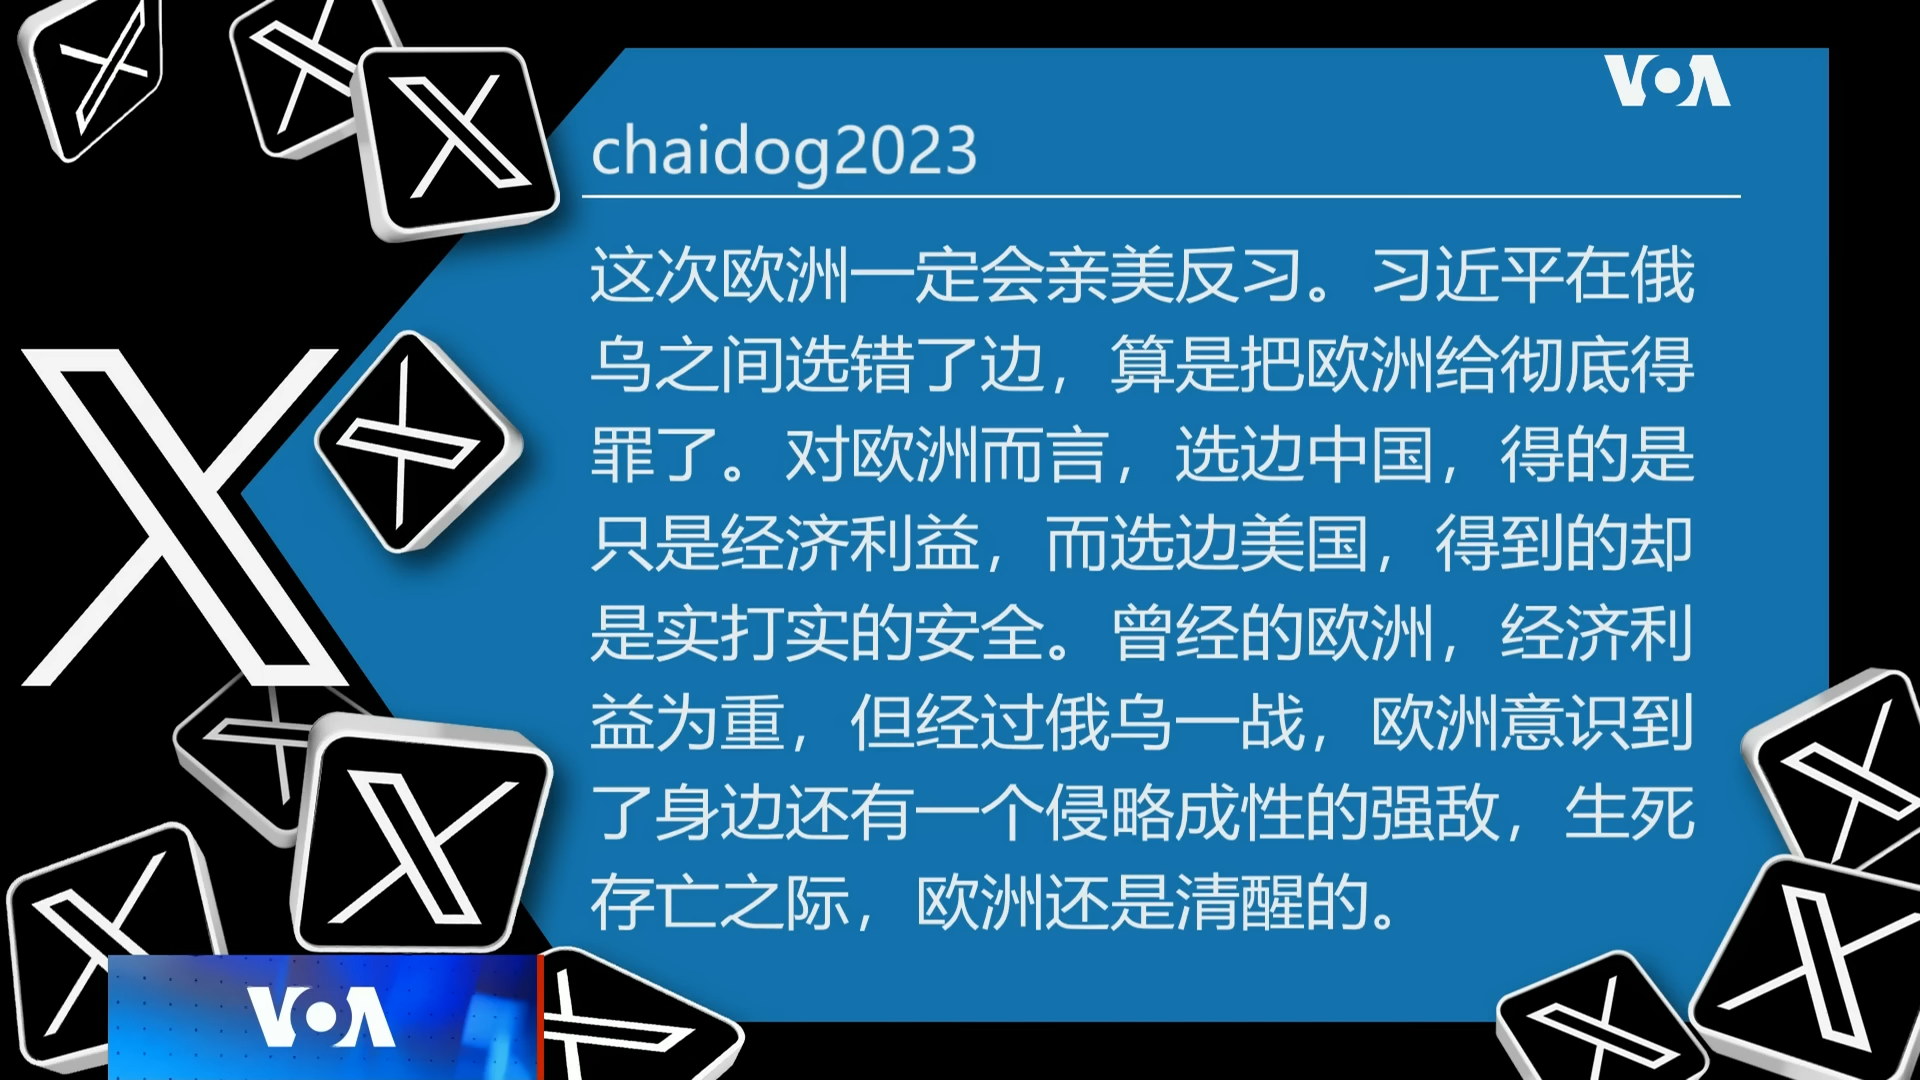 VOA
chaidog2023
这次欧洲一定会亲美反习。习近平在俄
乌之间选错了边，算是把欧洲给彻底得
罪了。对欧洲而言，选边中国，得的是
只是经济利益，而选边美国，得到的却
是实打实的安全。曾经的欧洲，经济利
益为重，但经过俄乌一战，欧洲意识到
了身边还有一个侵略成性的强敌，生死
存亡之际，欧洲还是清醒的。
VOA